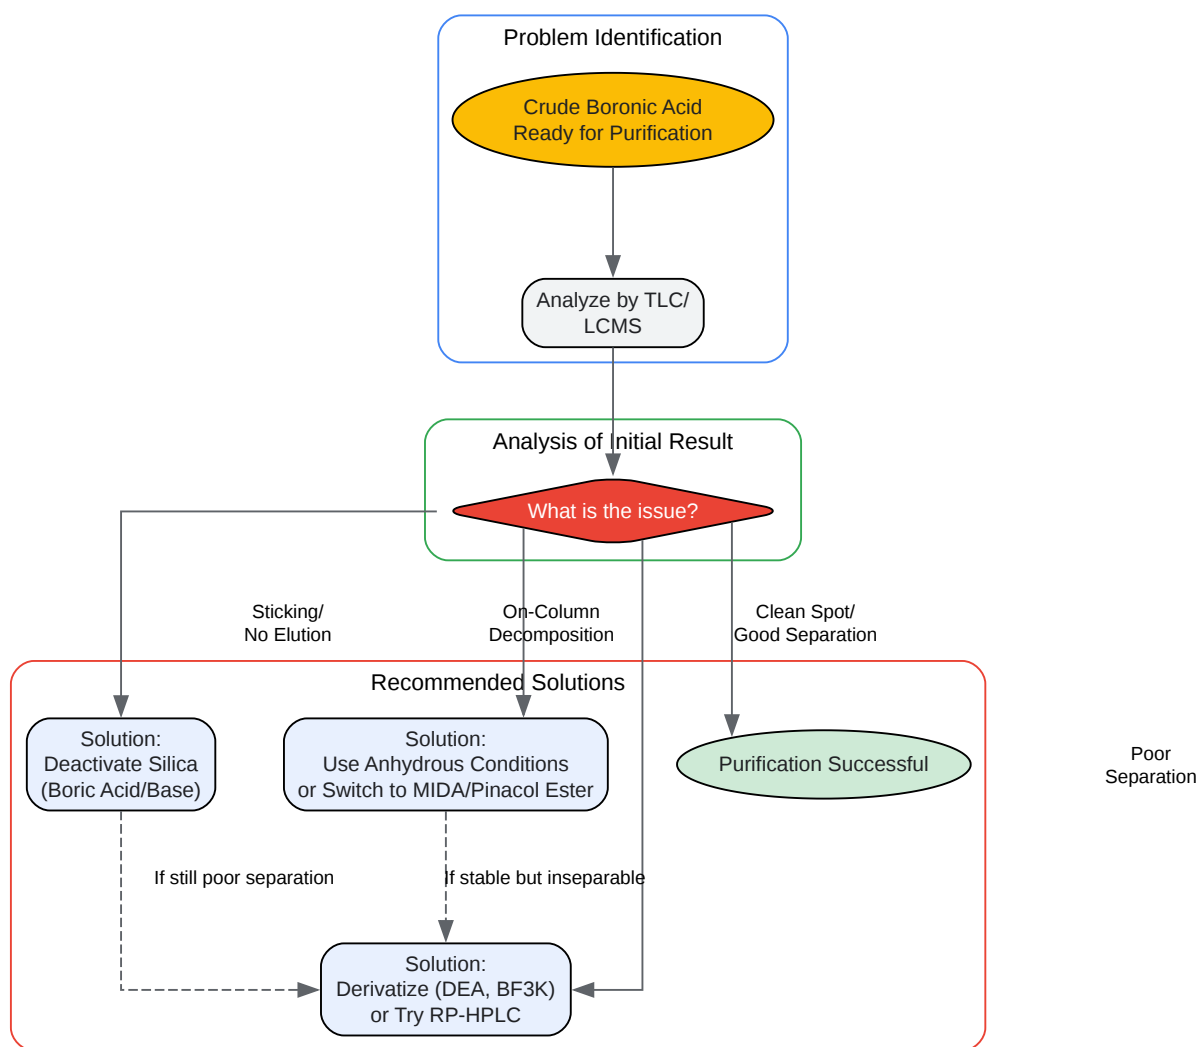 Problem Identification
Crude Boronic Acid
Ready for Purification
Analyze by TLC/
LCMS
Analysis of Initial Result
What is the issue?
Sticking/
No Elution
On-Column
Decomposition
Clean Spot/
Good Separation
Recommended Solutions
Solution:
Deactivate Silica
(Boric Acid/Base)
Solution:
Use Anhydrous Conditions
or Switch to MIDA/Pinacol Ester
Purification Successful
Poor
Separation
If still poor separation
If stable but inseparable
Solution:
Derivatize (DEA, BF3K)
or Try RP-HPLC